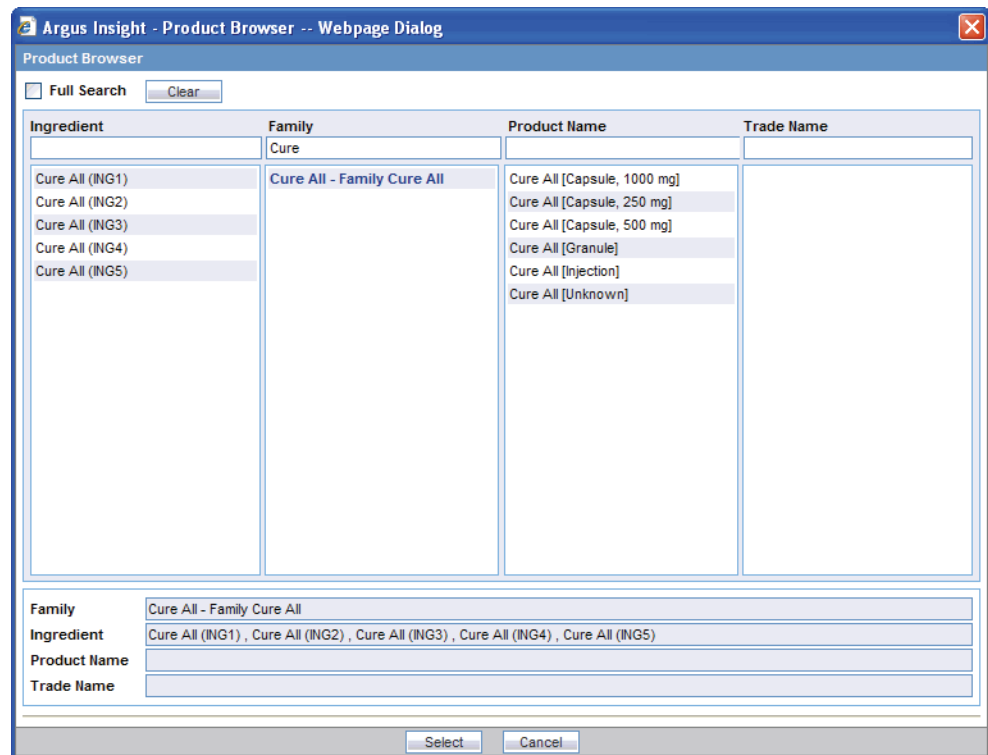 Argus Insight - Product Browser -- Webpage Dialog
Product Browser
Full Search Clear
Ingredient Family Product Name Trade Name
Cure
Cure All (ING1) Cure All - Family Cure All Cure All [Capsule, 1000 mg]
Cure All (ING2) Cure All [Capsule, 250 mg]
Cure All (ING3) Cure All [Capsule, 500 mg]
Cure All (ING4) Cure All [Granule]
Cure All (ING5) Cure All [Injection]
Cure All [Unknown]
Family Cure All - Family Cure All
Ingredient Cure All (ING1) , Cure All (ING2) , Cure All (ING3) , Cure All (ING4) , Cure All (ING5)
Product Name
Trade Name
Select Cancel